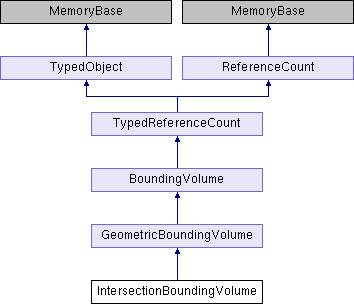 MemoryBase MemoryBase
TypedObject ReferenceCount
TypedReferenceCount
BoundingVolume
GeometricBoundingVolume
IntersectionBoundingVolume